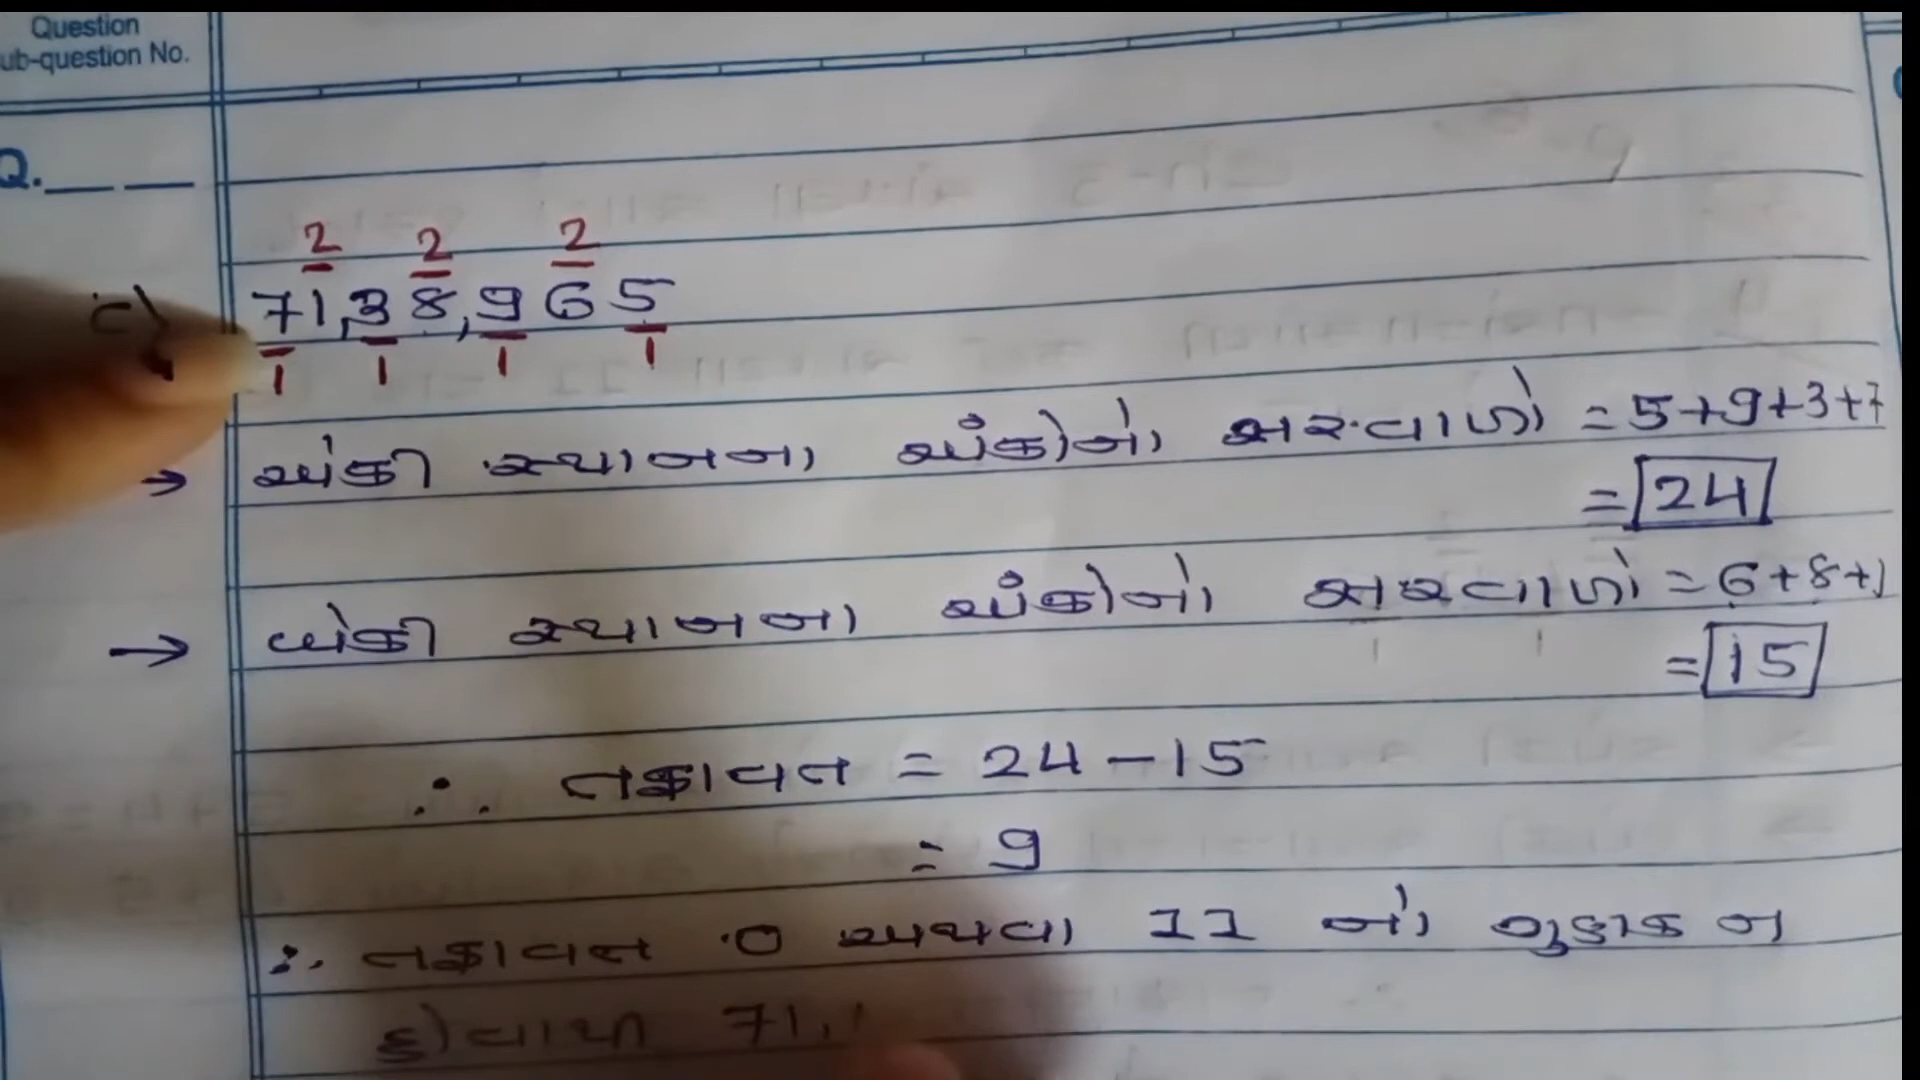 Question
ub-question No.
Q.
2 2 2
c) 71,38,965
1 1 1 1
→ એકી સ્થાનના અંકોનો સરવાળો = 5+9+3+7
= 24
→ બેકી સ્થાનના અંકોનો સરવાળો = 6+8+1
= 15
∴ તફાવત = 24 - 15
= 9
∴ તફાવત 0 અથવા 11 નો ગુણક ન
હોવાથી 71,